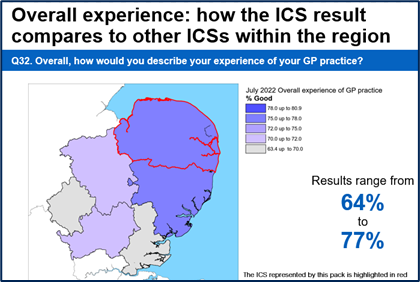 Overall experience: how the ICS result
compares to other ICSs within the region
Q32. Overall, how would you describe your experience of your GP practice?
July 2022 Overall experience of GP practice
% Good
78.0 up to 80.9
75.0 up to 78.0
72.0 up to 75.0
70.0 up to 72.0
63.4 up to 70.0
Results range from
64%
to
77%
The ICS represented by this pack is highlighted in red